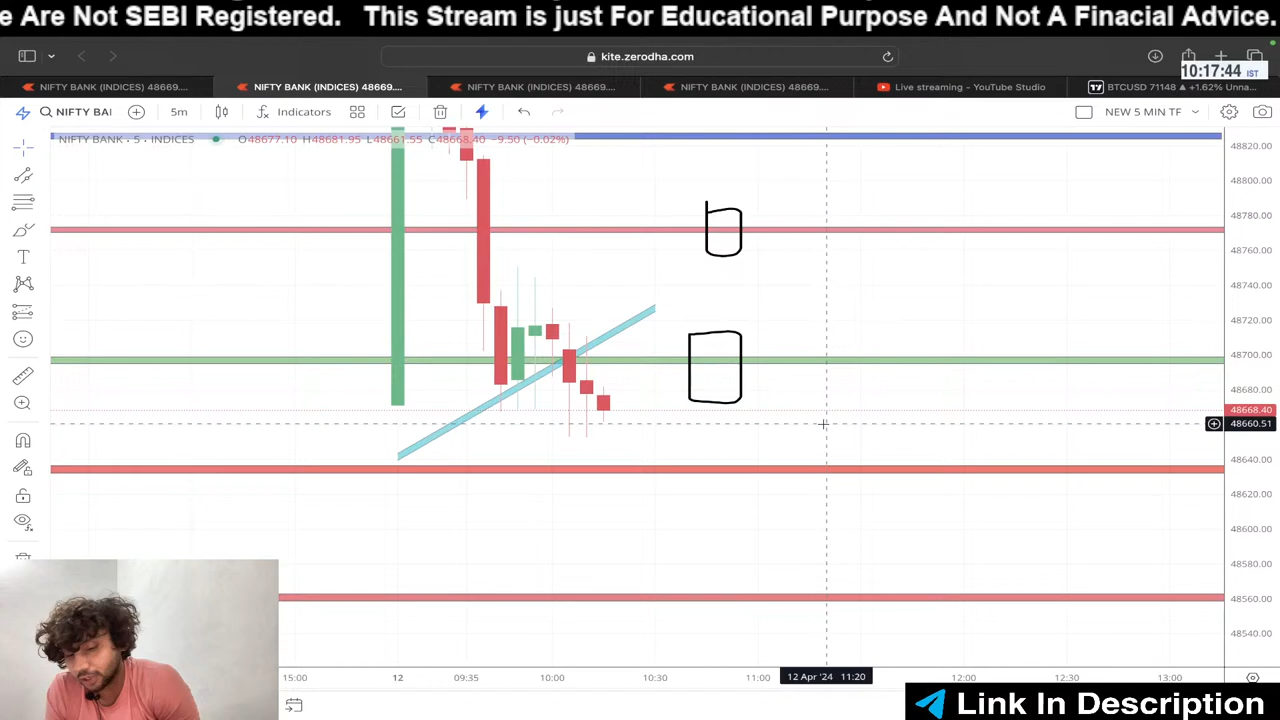 e Are Not SEBI Registered. This Stream is just For Educational Purpose And Not A Finacial Advice.
kite.zerodha.com
10:17:44 IST
NIFTY BANK (INDICES) 48669....
NIFTY BANK (INDICES) 48669....
NIFTY BANK (INDICES) 48669....
NIFTY BANK (INDICES) 48669....
Live streaming - YouTube Studio
BTCUSD 71148 ▲ +1.62% Unna...
NIFTY BAI
5m
Indicators
NEW 5 MIN TF
NIFTY BANK · 5 · INDICES
O48677.10 H48681.95 L48661.55 C48668.40 −9.50 (−0.02%)
48820.00
48800.00
48780.00
48760.00
48740.00
48720.00
48700.00
48680.00
48668.40
48660.51
48640.00
48620.00
48600.00
48580.00
48560.00
48540.00
15:00
12
09:35
10:00
10:30
11:00
12 Apr '24 11:20
12:00
12:30
13:00
Link In Description